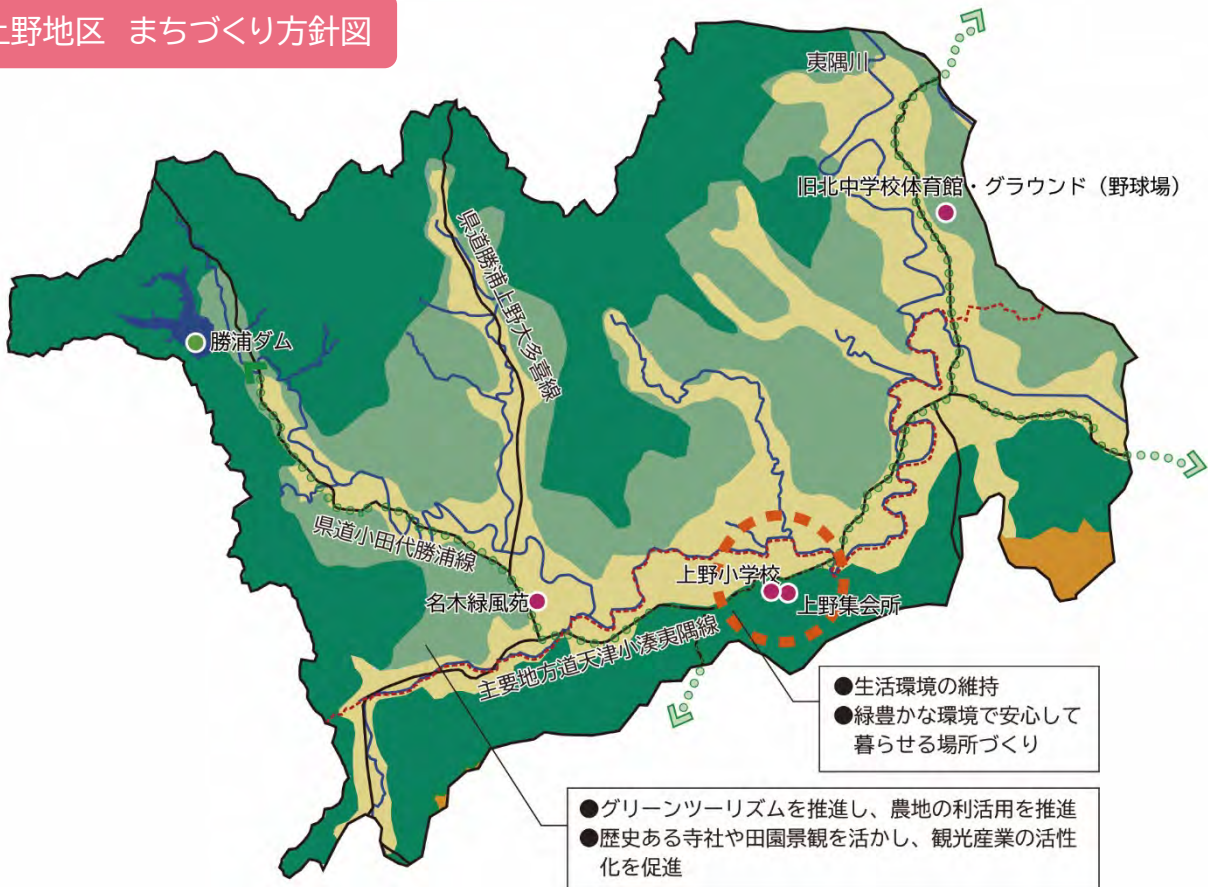 上野地区 まちづくり方針図
夷隅川
旧北中学校体育館・グラウンド（野球場）
県道勝浦上野大多喜線
勝浦ダム
県道小田代勝浦線
上野小学校
名木緑風苑
上野集会所
主要地方道天津小湊夷隅線
●生活環境の維持
●緑豊かな環境で安心して
暮らせる場所づくり
●グリーンツーリズムを推進し、農地の利活用を推進
●歴史ある寺社や田園景観を活かし、観光産業の活性
化を促進